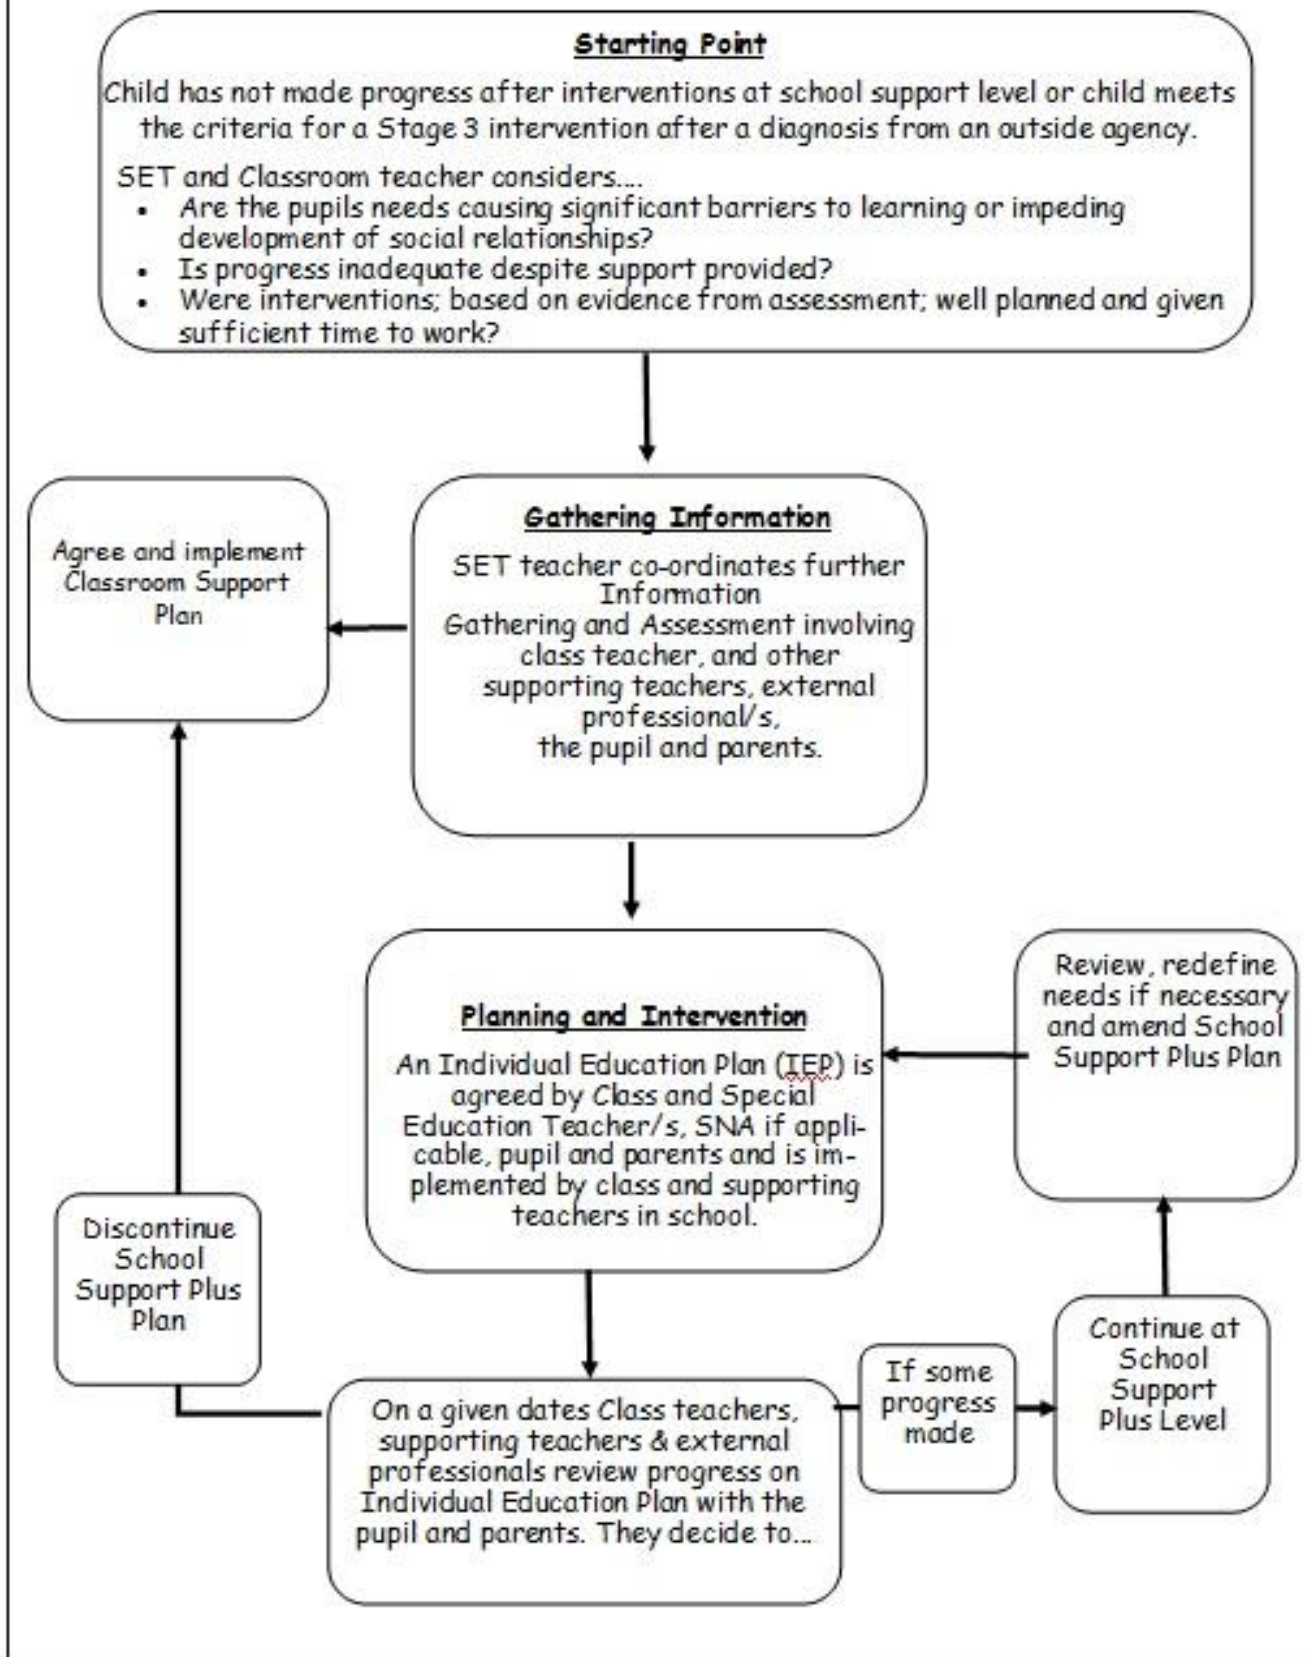 Starting Point
Child has not made progress after interventions at school support level or child meets
the criteria for a Stage 3 intervention after a diagnosis from an outside agency.
SET and Classroom teacher considers....
• Are the pupils needs causing significant barriers to learning or impeding
development of social relationships?
• Is progress inadequate despite support provided?
• Were interventions; based on evidence from assessment; well planned and given
sufficient time to work?
Agree and implement
Classroom Support
Plan
Gathering Information
SET teacher co-ordinates further
Information
Gathering and Assessment involving
class teacher, and other
supporting teachers, external
professional/s,
the pupil and parents.
Planning and Intervention
An Individual Education Plan (IEP) is
agreed by Class and Special
Education Teacher/s, SNA if appli-
cable, pupil and parents and is im-
plemented by class and supporting
teachers in school.
Review, redefine
needs if necessary
and amend School
Support Plus Plan
Discontinue
School
Support Plus
Plan
On a given dates Class teachers,
supporting teachers & external
professionals review progress on
Individual Education Plan with the
pupil and parents. They decide to...
If some
progress
made
Continue at
School
Support
Plus Level